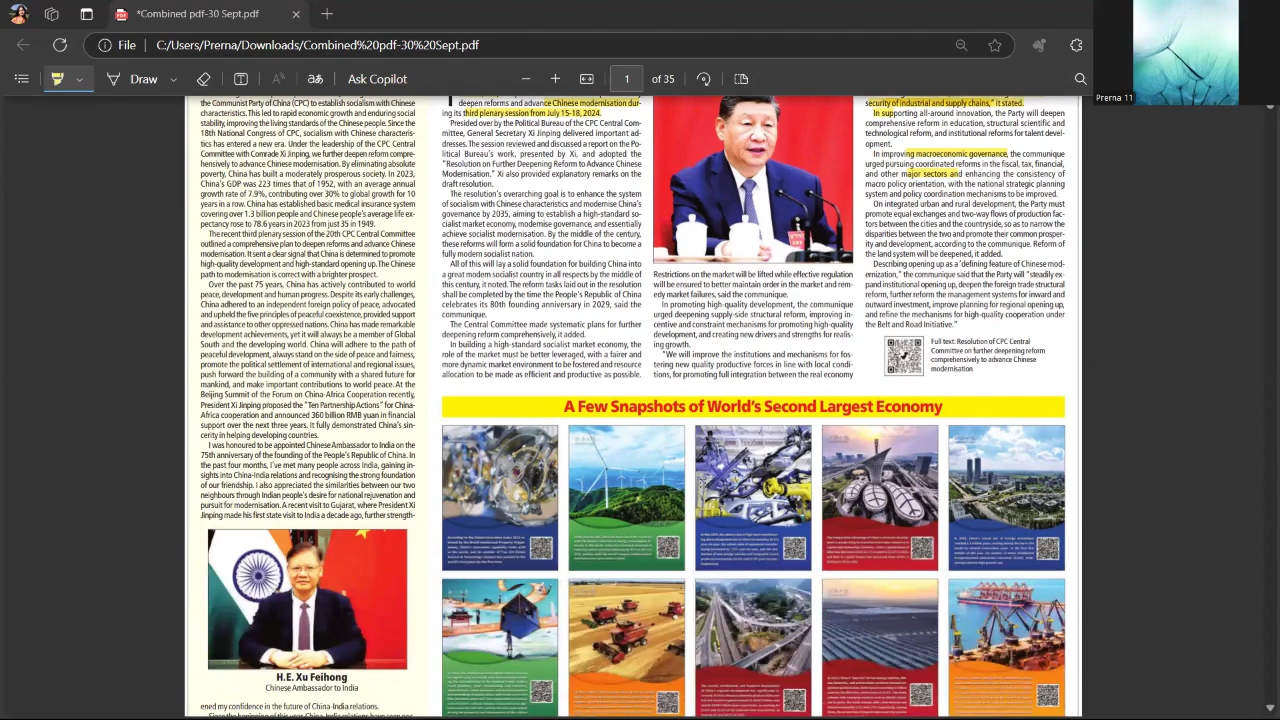 *Combined pdf-30 Sept.pdf
File
C:/Users/Prerna/Downloads/Combined%20pdf-30%20Sept.pdf
Draw
Ask Copilot
1
of 35
Prerna 11
the Communist Party of China (CPC) to establish socialism with Chinese
characteristics. This led to rapid economic growth and enduring social
stability, improving the living standards of the Chinese people. Since the
18th National Congress of CPC, socialism with Chinese characteris-
tics has entered a new era. Under the leadership of the CPC Central
Committee with Comrade Xi Jinping, we further deepen reform compre-
hensively to advance Chinese modernisation. By eliminating absolute
poverty, China has built a moderately prosperous society. In 2023,
China's GDP was 223 times that of 1952, with an average annual
growth rate of 7.9%, contributing over 30% to global growth for 10
years in a row. China has established basic medical insurance system
covering over 1.3 billion people and Chinese people's average life ex-
pectancy rose to 78.6 years in 2023 from just 35 in 1949.
The recent third plenary session of the 20th CPC Central Committee
outlined a comprehensive plan to deepen reforms and advance Chinese
modernisation. It sent a clear signal that China is determined to promote
high-quality development and high-standard opening up. The Chinese
path to modernisation is correct with a brighter prospect.
Over the past 75 years, China has actively contributed to world
peace, development and human progress. Despite its early challenges,
China adhered to an independent foreign policy of peace, advocated
and upheld the five principles of peaceful coexistence, provided support
and assistance to other oppressed nations. China has made remarkable
development achievements, yet it will always be a member of Global
South and the developing world. China will adhere to the path of
peaceful development, always stand on the side of peace and fairness,
promote the political settlement of international and regional issues,
push forward the building of a community with a shared future for
mankind, and make important contributions to world peace. At the
Beijing Summit of the Forum on China-Africa Cooperation recently,
President Xi Jinping proposed the "Ten Partnership Actions" for China-
Africa cooperation and announced 360 billion RMB yuan in financial
support over the next three years. It fully demonstrated China's sin-
cerity in helping developing countries.
I was honoured to be appointed Chinese Ambassador to India on the
75th anniversary of the founding of the People's Republic of China. In
the past four months, I've met many people across India, gaining in-
sights into China-India relations and recognising the strong foundation
of our friendship. I also appreciated the similarities between our two
neighbours through Indian people's desire for national rejuvenation and
pursuit for modernisation. A recent visit to Gujarat, where President Xi
Jinping made his first state visit to India a decade ago, further strength-
H.E. Xu Feihong
Chinese Ambassador to India
ened my confidence in the future of China-India relations.
deepen reforms and advance Chinese modernisation dur-
ing its third plenary session from July 15-18, 2024.
Presided over by the Political Bureau of the CPC Central Com-
mittee, General Secretary Xi Jinping delivered important ad-
dresses. The session reviewed and discussed a report on the Po-
litical Bureau's work, presented by Xi, and adopted the
"Resolution on Further Deepening Reform to Advance Chinese
Modernisation." Xi also provided explanatory remarks on the
draft resolution.
The resolution's overarching goal is to enhance the system
of socialism with Chinese characteristics and modernise China's
governance by 2035, aiming to establish a high-standard so-
cialist market economy, modernise governance, and essentially
achieve socialist modernisation. By the middle of the century,
these reforms will form a solid foundation for China to become a
fully modern socialist nation.
All of this will lay a solid foundation for building China into
a great modern socialist country in all respects by the middle of
this century, it noted. The reform tasks laid out in the resolution
shall be completed by the time the People's Republic of China
celebrates its 80th founding anniversary in 2029, said the
communique.
The Central Committee made systematic plans for further
deepening reform comprehensively, it added.
In building a high-standard socialist market economy, the
role of the market must be better leveraged, with a fairer and
more dynamic market environment to be fostered and resource
allocation to be made as efficient and productive as possible.
Restrictions on the market will be lifted while effective regulation
will be ensured to better maintain order in the market and rem-
edy market failures, said the communique.
In promoting high-quality development, the communique
urged deepening supply-side structural reform, improving in-
centive and constraint mechanisms for promoting high-quality
development, and creating new drivers and strengths for realis-
ing growth.
"We will improve the institutions and mechanisms for fos-
tering new quality productive forces in line with local condi-
tions, for promoting full integration between the real economy
security of industrial and supply chains," it stated.
In supporting all-around innovation, the Party will deepen
comprehensive reform in education, structural scientific and
technological reform, and institutional reforms for talent devel-
opment.
In improving macroeconomic governance, the communique
urged pursuing coordinated reforms in the fiscal, tax, financial,
and other major sectors and enhancing the consistency of
macro policy orientation, with the national strategic planning
system and policy coordination mechanisms to be improved.
On integrated urban and rural development, the Party must
promote equal exchanges and two-way flows of production fac-
tors between the cities and the countryside, so as to narrow the
disparities between the two and promote their common prosper-
ity and development, according to the communique. Reform of
the land system will be deepened, it added.
Describing opening up as a 'defining feature of Chinese mod-
ernization," the communique said that the Party will "steadily ex-
pand institutional opening up, deepen the foreign trade structural
reform, further reform the management systems for inward and
outward investment, improve planning for regional opening up,
and refine the mechanisms for high-quality cooperation under
the Belt and Road Initiative."
Full text: Resolution of CPC Central
Committee on further deepening reform
comprehensively to advance Chinese
modernisation
A Few Snapshots of World's Second Largest Economy